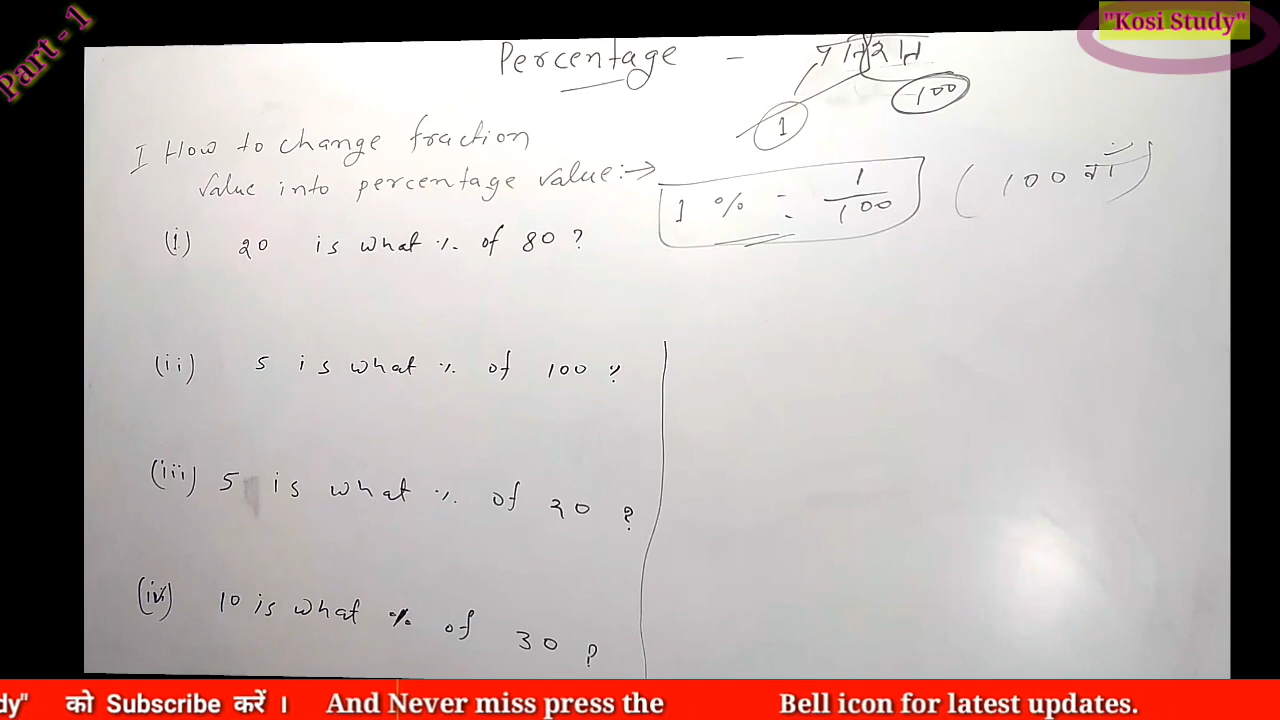 Part - 1
"Kosi Study"
Percentage - प्रतिशत
1
100
I How to change fraction
value into percentage value:→
1 % = 1/100
( 100 वाँ )
(i) 20 is what % of 80 ?
(ii) 5 is what % of 100 ?
(iii) 5 is what % of 20 ?
(iv) 10 is what % of 30 ?
dy" को Subscribe करें । And Never miss press the Bell icon for latest updates.